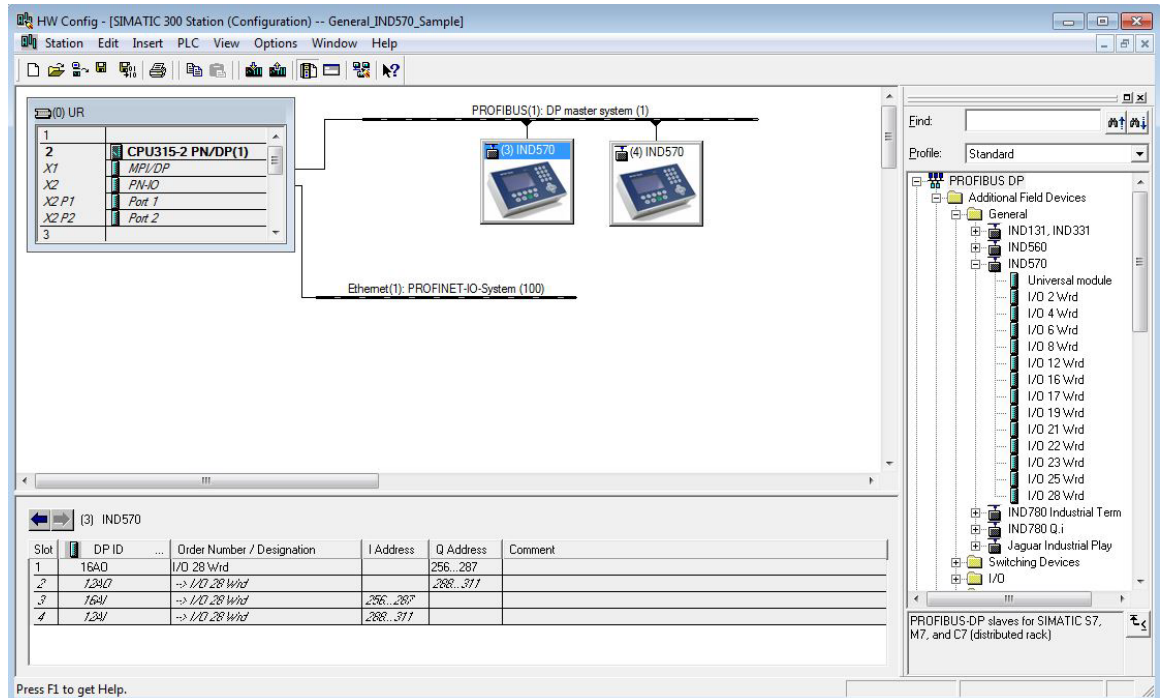 HW Config - [SIMATIC 300 Station (Configuration) -- General_IND570_Sample]
Station Edit Insert PLC View Options Window Help
(0) UR
1
2 CPU315-2 PN/DP(1)
X1 MPI/DP
X2 PN-IO
X2 P1 Port 1
X2 P2 Port 2
3
PROFIBUS(1): DP master system (1)
(3) IND570
(4) IND570
Ethernet(1): PROFINET-IO-System (100)
Find:
Profile: Standard
PROFIBUS DP
Additional Field Devices
General
IND131, IND331
IND560
IND570
Universal module
I/O 2 Wrd
I/O 4 Wrd
I/O 6 Wrd
I/O 8 Wrd
I/O 12 Wrd
I/O 16 Wrd
I/O 17 Wrd
I/O 19 Wrd
I/O 21 Wrd
I/O 22 Wrd
I/O 23 Wrd
I/O 25 Wrd
I/O 28 Wrd
IND780 Industrial Term
IND780 Q.i
Jaguar Industrial Play
Switching Devices
I/O
PROFIBUS-DP slaves for SIMATIC S7, M7, and C7 (distributed rack)
(3) IND570
Slot DP ID ... Order Number / Designation I Address Q Address Comment
1 16AO I/O 28 Wrd 256...287
2 12AO --> I/O 28 Wrd 288...311
3 16AI --> I/O 28 Wrd 256...287
4 12AI --> I/O 28 Wrd 288...311
Press F1 to get Help.